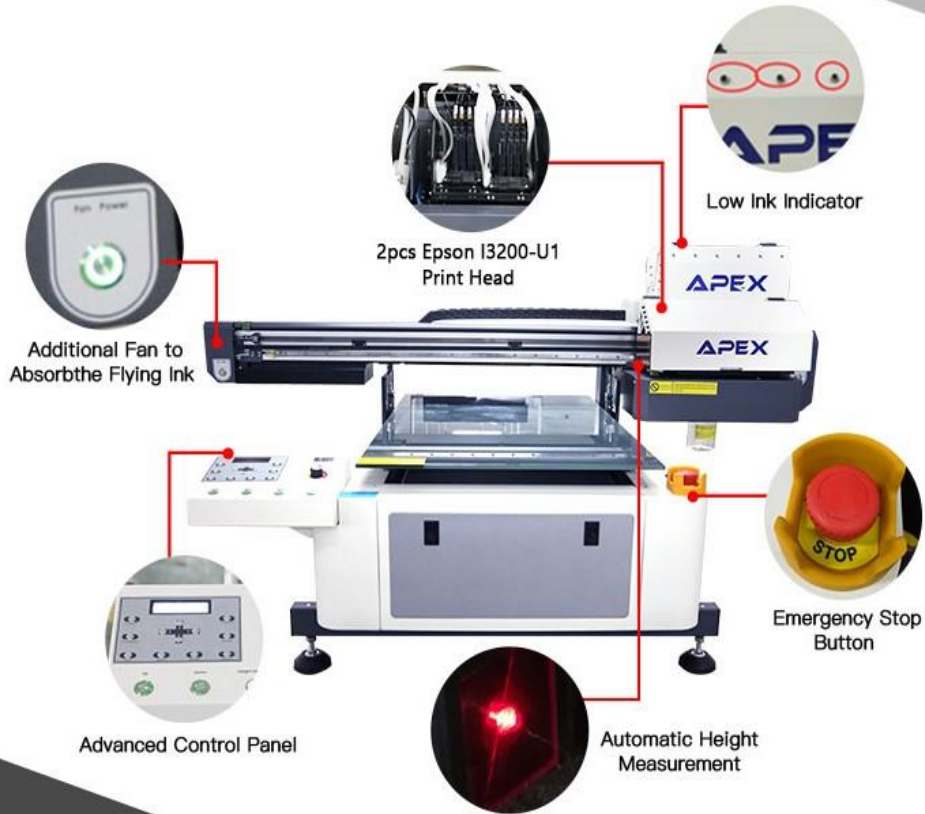 APE
Low Ink Indicator
2pcs Epson I3200-U1
Print Head
Fan Power
APEX
APEX
Additional Fan to
Absorbthe Flying Ink
STOP
Emergency Stop
Button
Advanced Control Panel
Automatic Height
Measurement